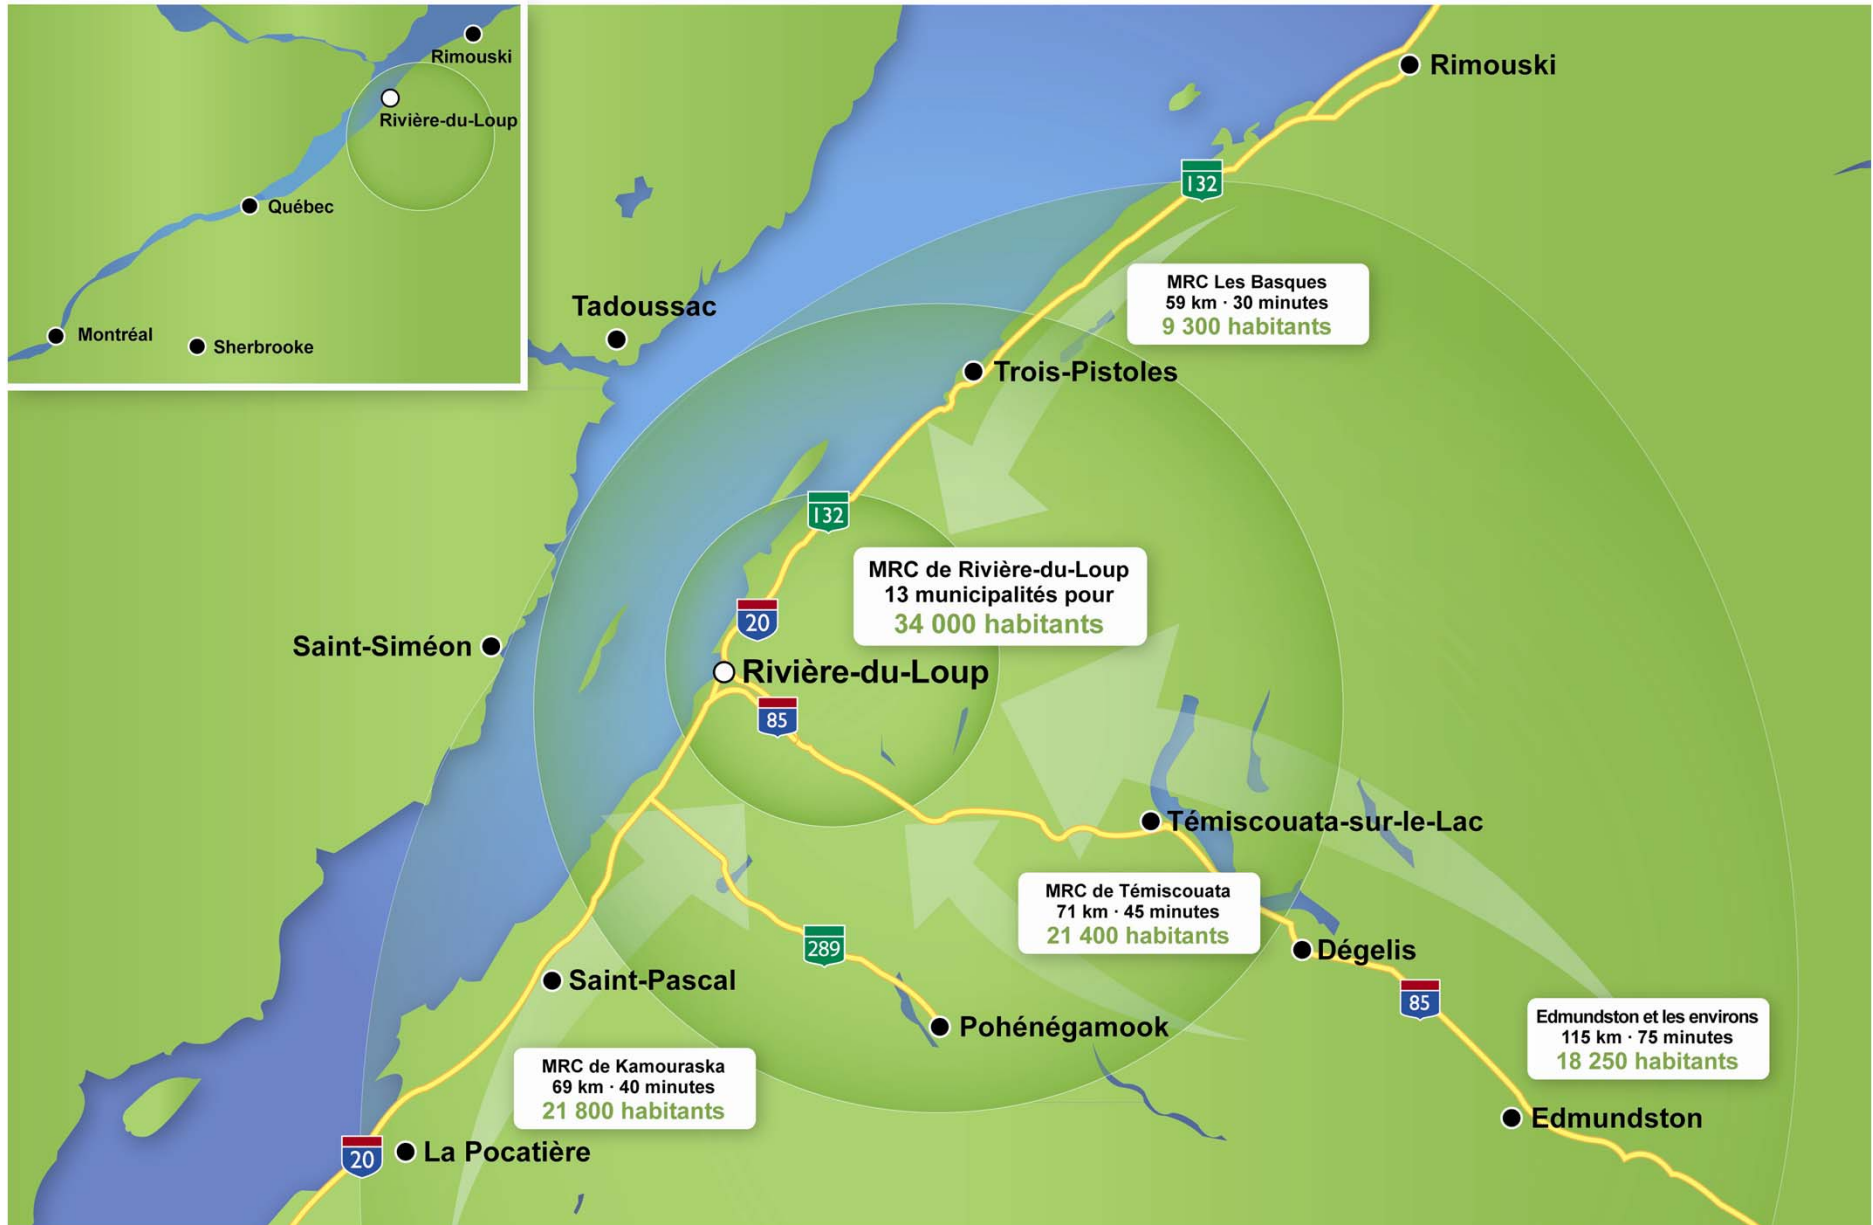 Rimouski
Rivière-du-Loup
Québec
Montréal
Sherbrooke
Rimouski
132
MRC Les Basques
59 km · 30 minutes
9 300 habitants
Tadoussac
Trois-Pistoles
132
MRC de Rivière-du-Loup
13 municipalités pour
34 000 habitants
20
Saint-Siméon
Rivière-du-Loup
85
Témiscouata-sur-le-Lac
MRC de Témiscouata
71 km · 45 minutes
21 400 habitants
289
Dégelis
Saint-Pascal
85
Pohénégamook
Edmundston et les environs
115 km · 75 minutes
18 250 habitants
MRC de Kamouraska
69 km · 40 minutes
21 800 habitants
Edmundston
20
La Pocatière